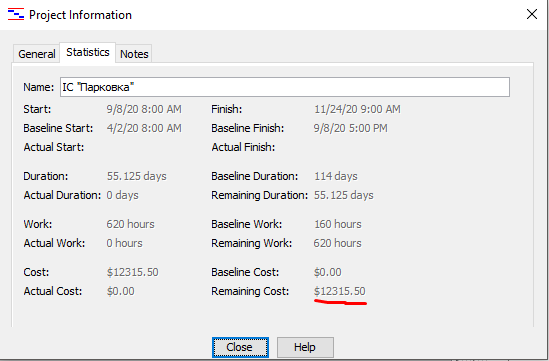 Project Information
General Statistics Notes
Name: ІС "Парковка"
Start: 9/8/20 8:00 AM Finish: 11/24/20 9:00 AM
Baseline Start: 4/2/20 8:00 AM Baseline Finish: 9/8/20 5:00 PM
Actual Start: Actual Finish:
Duration: 55.125 days Baseline Duration: 114 days
Actual Duration: 0 days Remaining Duration: 55.125 days
Work: 620 hours Baseline Work: 160 hours
Actual Work: 0 hours Remaining Work: 620 hours
Cost: $12315.50 Baseline Cost: $0.00
Actual Cost: $0.00 Remaining Cost: $12315.50
Close Help